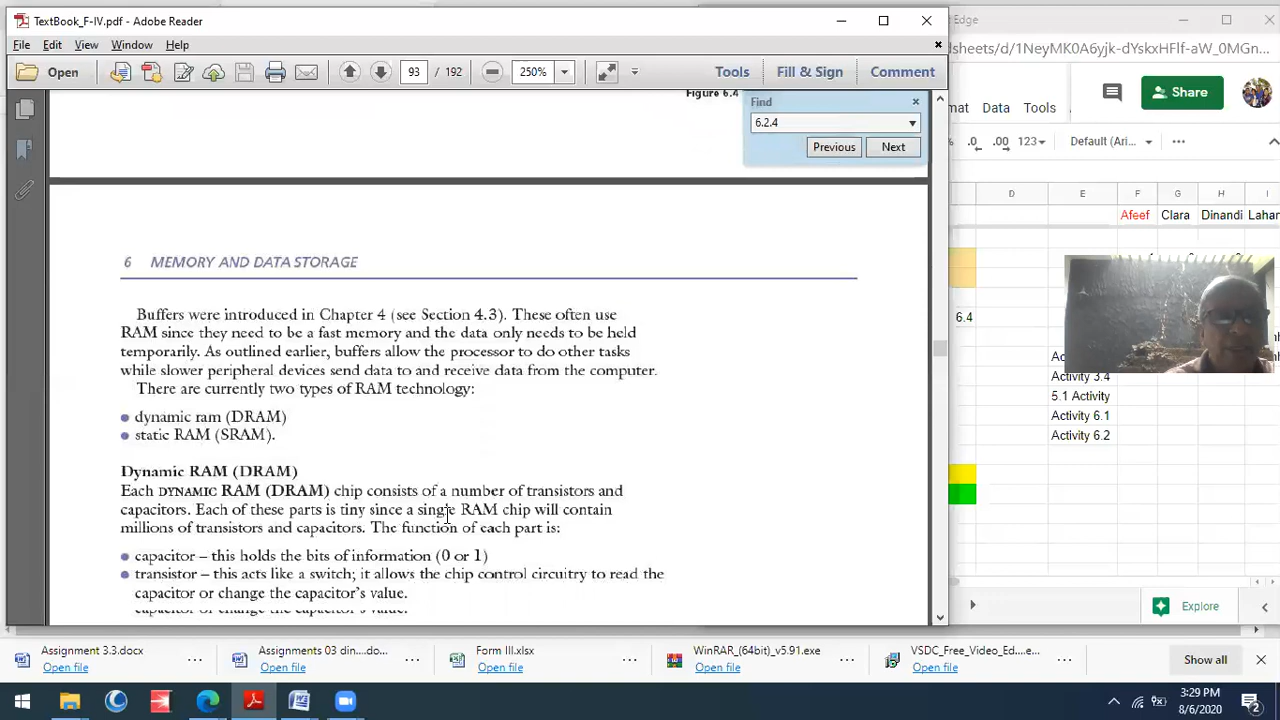 TextBook_F-IV.pdf - Adobe Reader
File Edit View Window Help
Open 93 / 192 250% Tools Fill & Sign Comment
Figure 6.4
Find
6.2.4
Previous Next
6 MEMORY AND DATA STORAGE
Buffers were introduced in Chapter 4 (see Section 4.3). These often use
RAM since they need to be a fast memory and the data only needs to be held
temporarily. As outlined earlier, buffers allow the processor to do other tasks
while slower peripheral devices send data to and receive data from the computer.
There are currently two types of RAM technology:
● dynamic ram (DRAM)
● static RAM (SRAM).
Dynamic RAM (DRAM)
Each DYNAMIC RAM (DRAM) chip consists of a number of transistors and
capacitors. Each of these parts is tiny since a single RAM chip will contain
millions of transistors and capacitors. The function of each part is:
● capacitor – this holds the bits of information (0 or 1)
● transistor – this acts like a switch; it allows the chip control circuitry to read the
capacitor or change the capacitor's value.
capacitor or change the capacitor's value.
Edge
dsheets/d/1NeyMK0A6yjk-dYskxHFlf-aW_0MGn...
mat Data Tools
Share
% .0 .00 123 Default (Ari...
D E F G H I
Afeef Clara Dinandi Lahar
6.4
Activity 3.4
5.1 Activity
Activity 6.1
Activity 6.2
Explore
Assignment 3.3.docx
Open file
Assignments 03 din....do...
Open file
Form III.xlsx
Open file
WinRAR_(64bit)_v5.91.exe
Open file
VSDC_Free_Video_Ed....e...
Open file
Show all
3:29 PM
8/6/2020
2